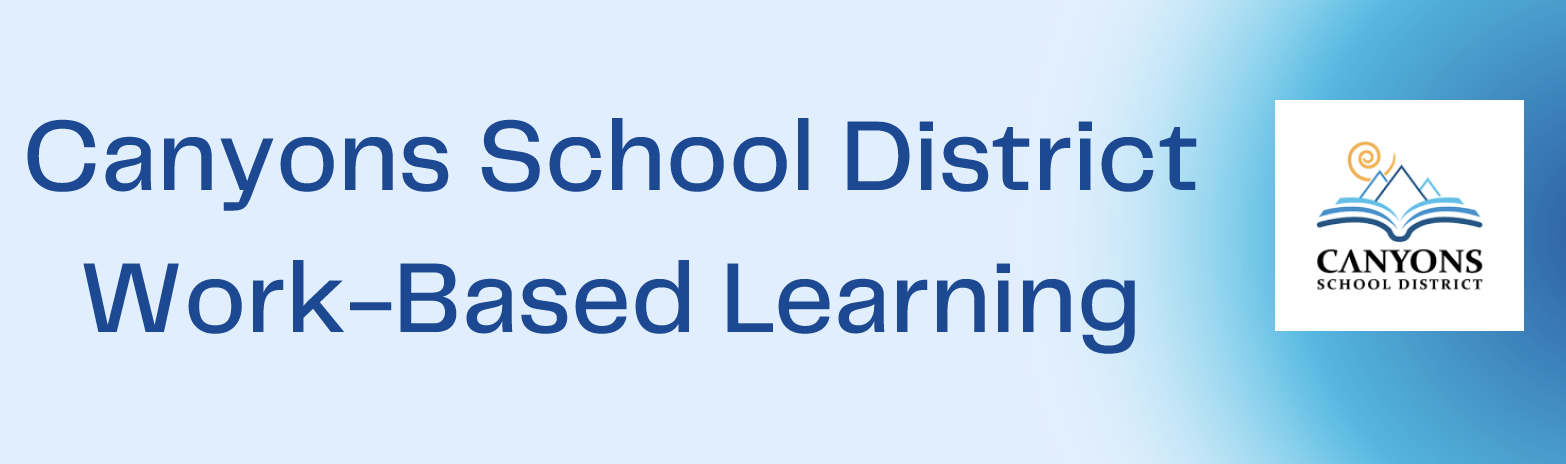 Canyons School District
Work-Based Learning
CANYONS
SCHOOL DISTRICT